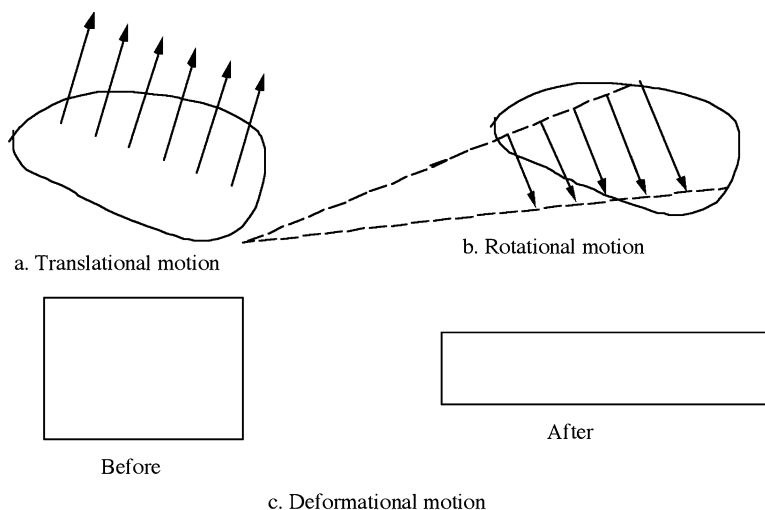 a. Translational motion
b. Rotational motion
Before
After
c. Deformational motion